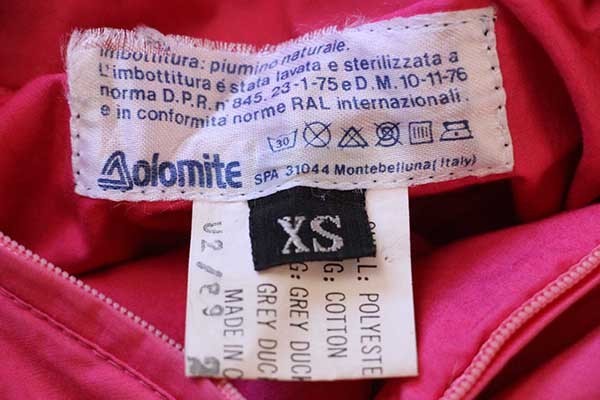 imbottitura: piumino naturale.
L'imbottitura é stata lavata e sterilizzata a
norma D.P.R. n° 845. 23-1-75 e D.M. 10-11-76
e in conformita norme RAL internazionali.
30
Dolomite SPA 31044 Montebelluna (Italy)
XS
LL: POLYESTE
G: COTTON
G: GREY DUCK
GREY DUC
MADE IN C